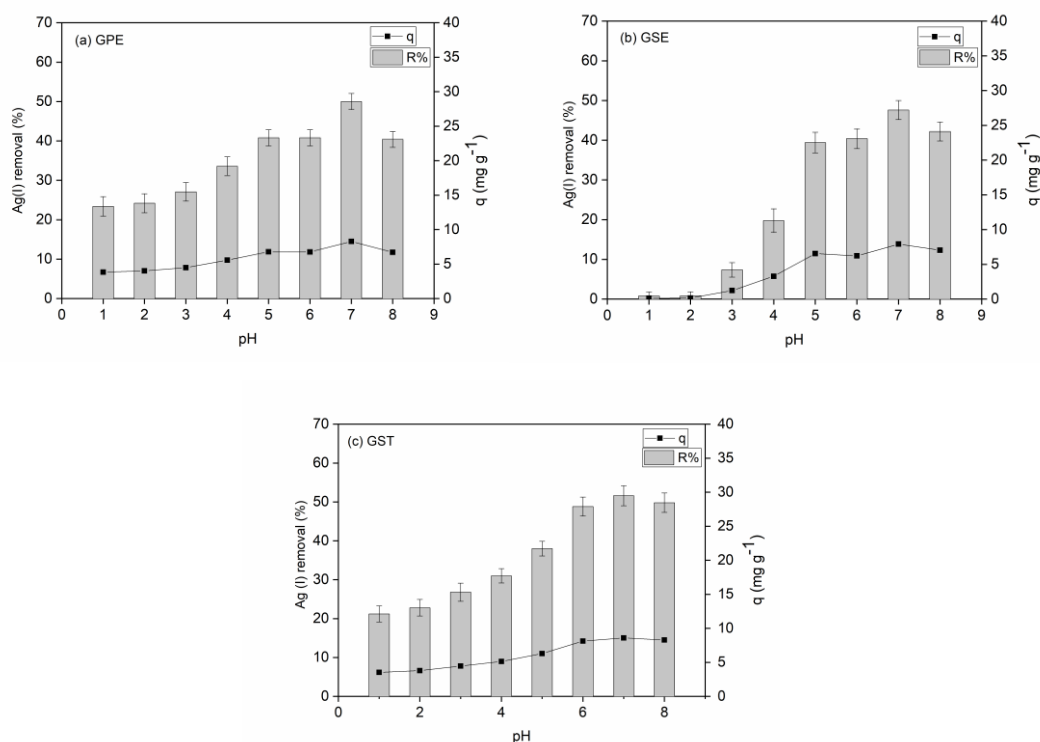 (a) GPE
q
R%
Ag(I) removal (%)
70
60
50
40
30
20
10
0
q (mg g-1)
40
35
30
25
20
15
10
5
0
0 1 2 3 4 5 6 7 8 9
pH
(b) GSE
q
R%
Ag(I) removal (%)
70
60
50
40
30
20
10
0
q (mg g-1)
40
35
30
25
20
15
10
5
0
0 1 2 3 4 5 6 7 8 9
pH
(c) GST
q
R%
Ag (I) removal (%)
70
60
50
40
30
20
10
0
q (mg g-1)
40
35
30
25
20
15
10
5
0
0 2 4 6 8
pH